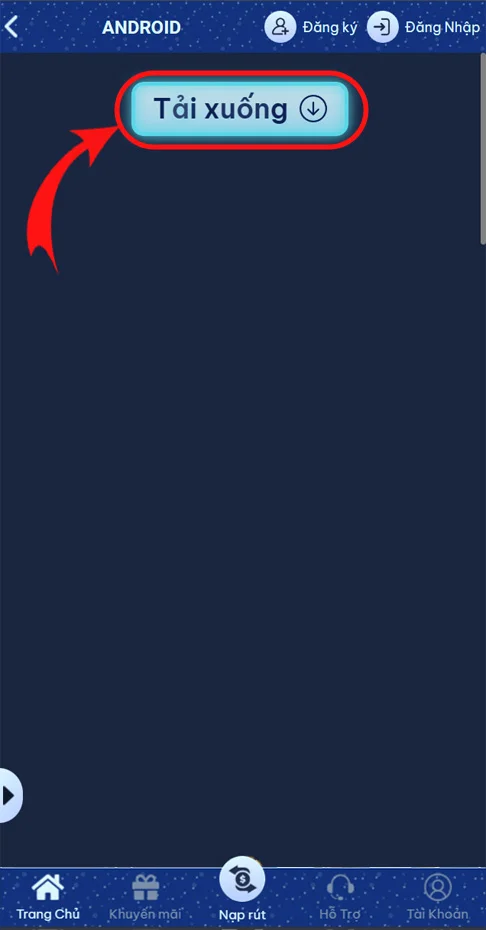 ANDROID
Đăng ký
Đăng Nhập
Tải xuống
Trang Chủ
Khuyến mãi
Nạp rút
Hỗ Trợ
Tài Khoản